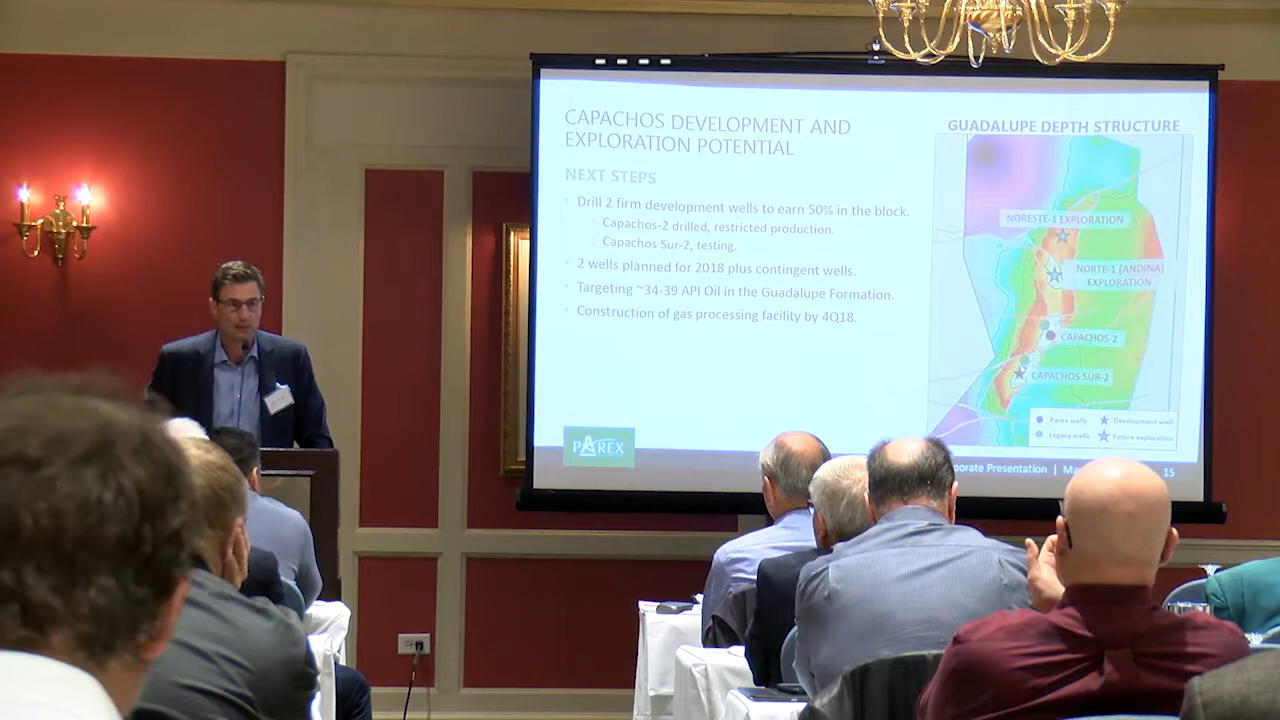 CAPACHOS DEVELOPMENT AND
EXPLORATION POTENTIAL
NEXT STEPS
Drill 2 firm development wells to earn 50% in the block.
Capachos-2 drilled, restricted production.
Capachos Sur-2, testing.
2 wells planned for 2018 plus contingent wells.
Targeting ~34-39 API Oil in the Guadalupe Formation.
Construction of gas processing facility by 4Q18.
GUADALUPE DEPTH STRUCTURE
NORESTE-1 EXPLORATION
NORTE-1 (ANDINA)
EXPLORATION
CAPACHOS-2
CAPACHOS SUR-2
Parex wells
Development well
Legacy wells
Future exploration
PAREX
Presentation |
15